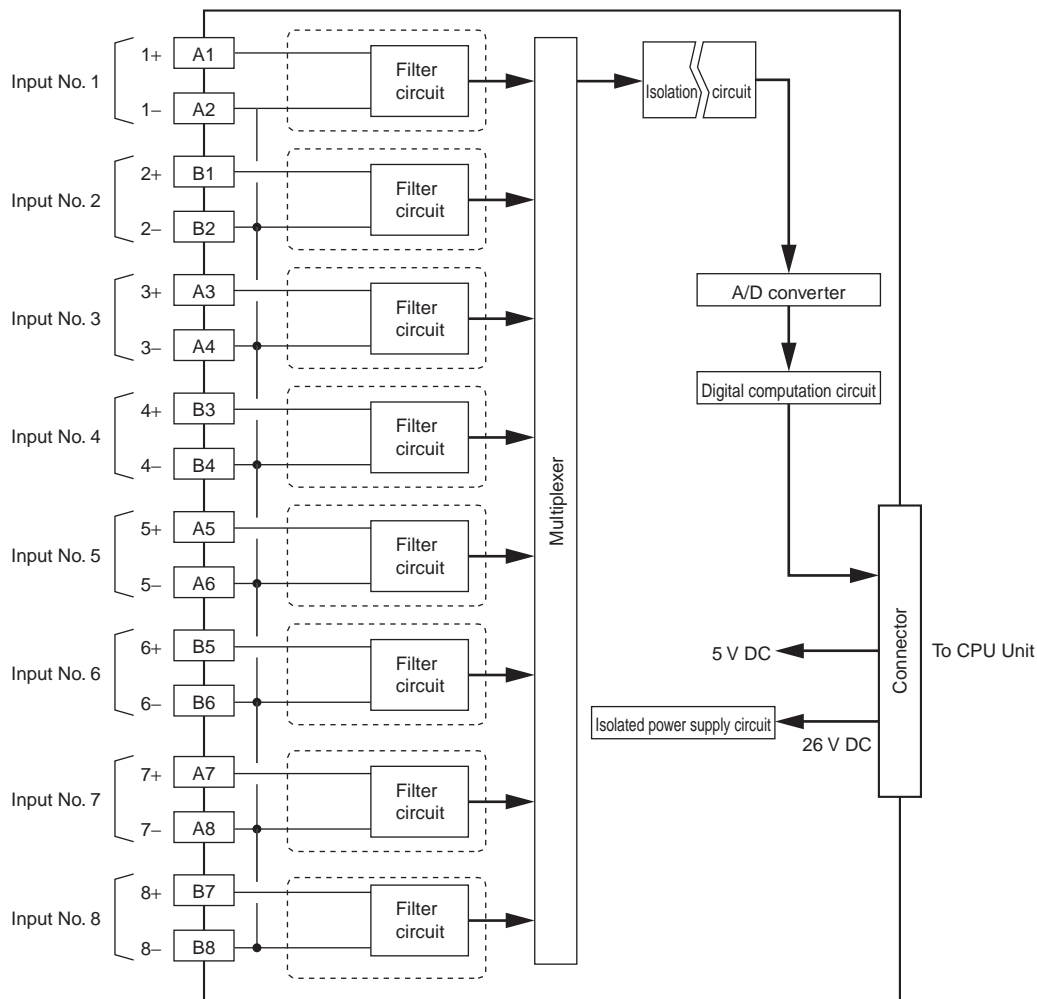 Input No. 1
1+
A1
1–
A2
Filter
circuit
Input No. 2
2+
B1
2–
B2
Filter
circuit
Input No. 3
3+
A3
3–
A4
Filter
circuit
Input No. 4
4+
B3
4–
B4
Filter
circuit
Input No. 5
5+
A5
5–
A6
Filter
circuit
Input No. 6
6+
B5
6–
B6
Filter
circuit
Input No. 7
7+
A7
7–
A8
Filter
circuit
Input No. 8
8+
B7
8–
B8
Filter
circuit
Multiplexer
Isolation circuit
A/D converter
Digital computation circuit
Connector
To CPU Unit
5 V DC
Isolated power supply circuit
26 V DC